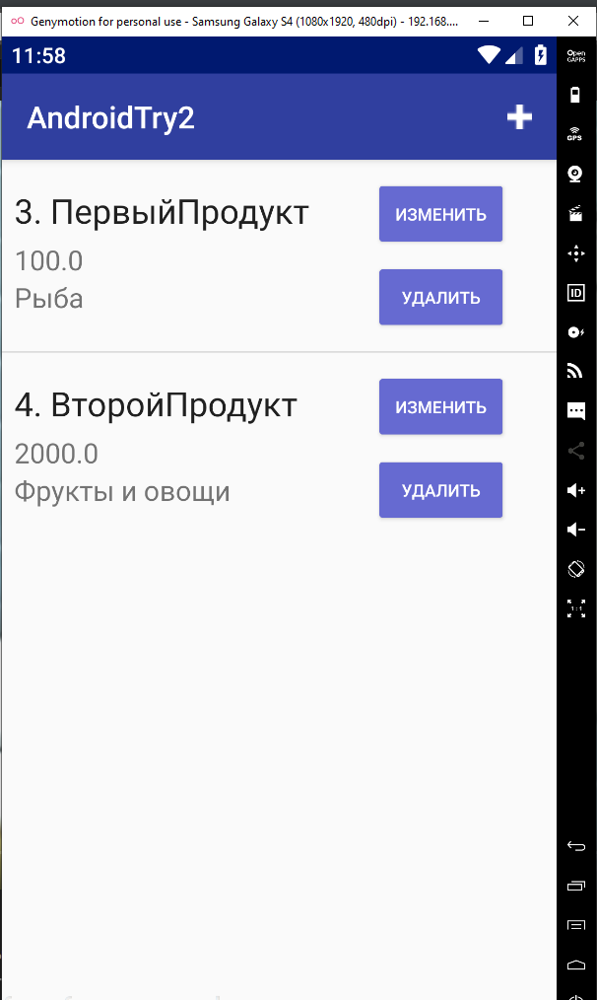 Genymotion for personal use - Samsung Galaxy S4 (1080x1920, 480dpi) - 192.168....
11:58
Open
GAPPS
AndroidTry2
GPS
3. ПервыйПродукт
ИЗМЕНИТЬ
100.0
Рыба
УДАЛИТЬ
ID
4. ВторойПродукт
ИЗМЕНИТЬ
2000.0
Фрукты и овощи
УДАЛИТЬ
1:1